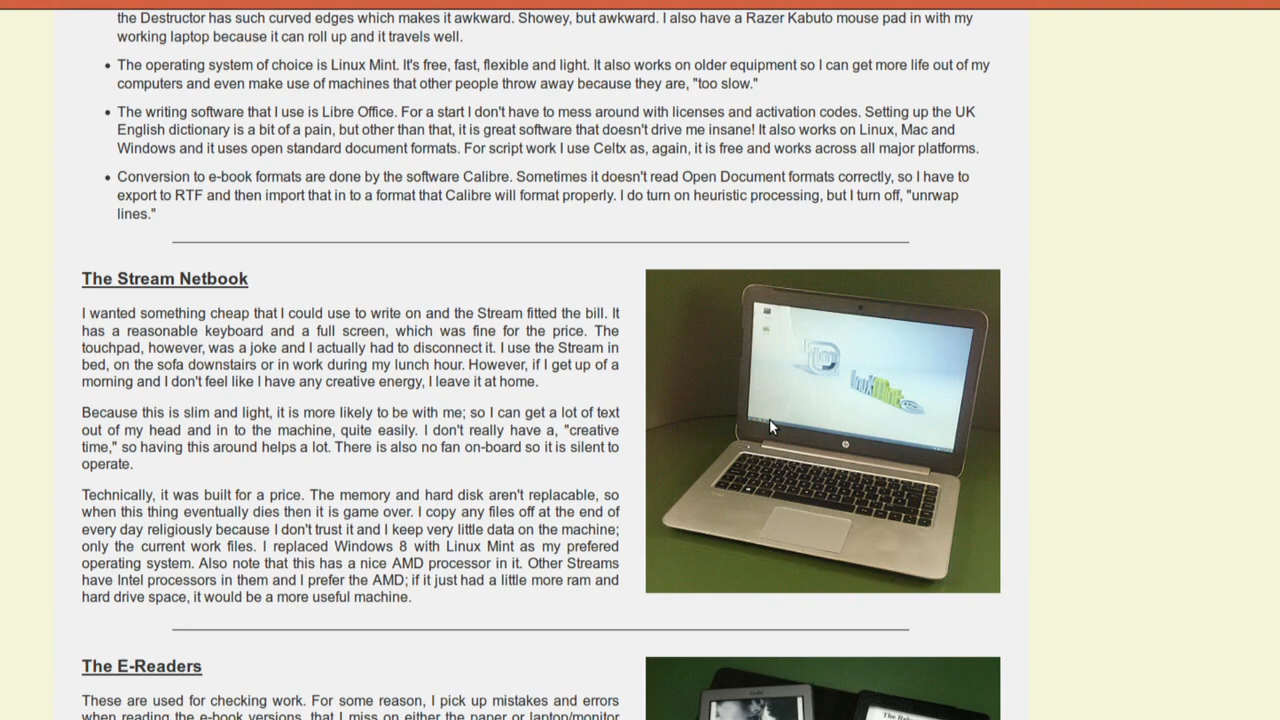 the Destructor has such curved edges which makes it awkward. Showey, but awkward. I also have a Razer Kabuto mouse pad in with my
working laptop because it can roll up and it travels well.
The operating system of choice is Linux Mint. It's free, fast, flexible and light. It also works on older equipment so I can get more life out of my
computers and even make use of machines that other people throw away because they are, "too slow."
The writing software that I use is Libre Office. For a start I don't have to mess around with licenses and activation codes. Setting up the UK
English dictionary is a bit of a pain, but other than that, it is great software that doesn't drive me insane! It also works on Linux, Mac and
Windows and it uses open standard document formats. For script work I use Celtx as, again, it is free and works across all major platforms.
Conversion to e-book formats are done by the software Calibre. Sometimes it doesn't read Open Document formats correctly, so I have to
export to RTF and then import that in to a format that Calibre will format properly. I do turn on heuristic processing, but I turn off, "unrwap
lines."
The Stream Netbook
I wanted something cheap that I could use to write on and the Stream fitted the bill. It
has a reasonable keyboard and a full screen, which was fine for the price. The
touchpad, however, was a joke and I actually had to disconnect it. I use the Stream in
bed, on the sofa downstairs or in work during my lunch hour. However, if I get up of a
morning and I don't feel like I have any creative energy, I leave it at home.
Because this is slim and light, it is more likely to be with me; so I can get a lot of text
out of my head and in to the machine, quite easily. I don't really have a, "creative
time," so having this around helps a lot. There is also no fan on-board so it is silent to
operate.
Technically, it was built for a price. The memory and hard disk aren't replacable, so
when this thing eventually dies then it is game over. I copy any files off at the end of
every day religiously because I don't trust it and I keep very little data on the machine;
only the current work files. I replaced Windows 8 with Linux Mint as my prefered
operating system. Also note that this has a nice AMD processor in it. Other Streams
have Intel processors in them and I prefer the AMD; if it just had a little more ram and
hard drive space, it would be a more useful machine.
linuxMint
hp
The E-Readers
These are used for checking work. For some reason, I pick up mistakes and errors
when reading the e-book versions, that I miss on either the paper or laptop/monitor